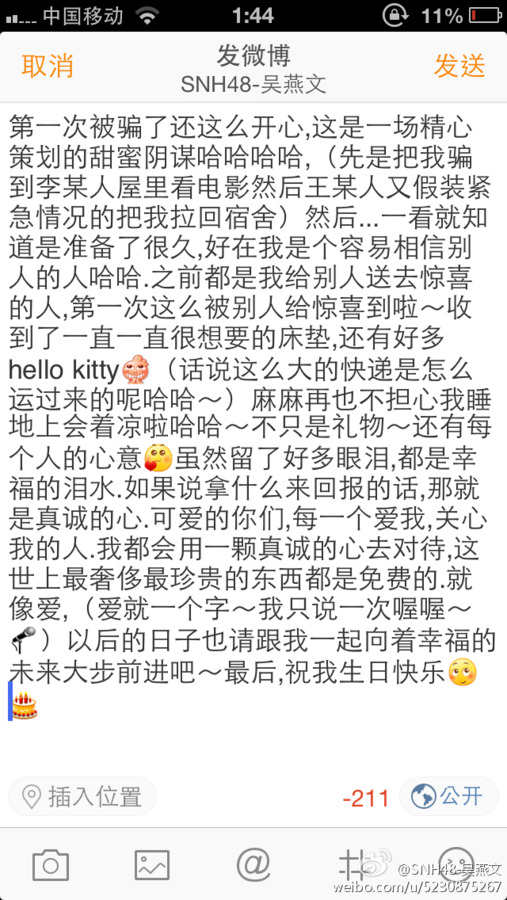 中国移动 1:44 11%
取消 发微博 发送
SNH48-吴燕文
第一次被骗了还这么开心,这是一场精心
策划的甜蜜阴谋哈哈哈哈,（先是把我骗
到李某人屋里看电影然后王某人又假装紧
急情况的把我拉回宿舍）然后...一看就知
道是准备了很久,好在我是个容易相信别
人的人哈哈.之前都是我给别人送去惊喜
的人,第一次这么被别人给惊喜到啦～收
到了一直一直很想要的床垫,还有好多
hello kitty（话说这么大的快递是怎么
运过来的呢哈哈～）麻麻再也不担心我睡
地上会着凉啦哈哈～不只是礼物～还有每
个人的心意虽然留了好多眼泪,都是幸
福的泪水.如果说拿什么来回报的话,那就
是真诚的心.可爱的你们,每一个爱我,关心
我的人.我都会用一颗真诚的心去对待,这
世上最奢侈最珍贵的东西都是免费的.就
像爱,（爱就一个字～我只说一次喔喔～
🎤）以后的日子也请跟我一起向着幸福的
未来大步前进吧～最后,祝我生日快乐
🎂
插入位置 -211 公开
@SNH48-吴燕文
weibo.com/u/5230875267